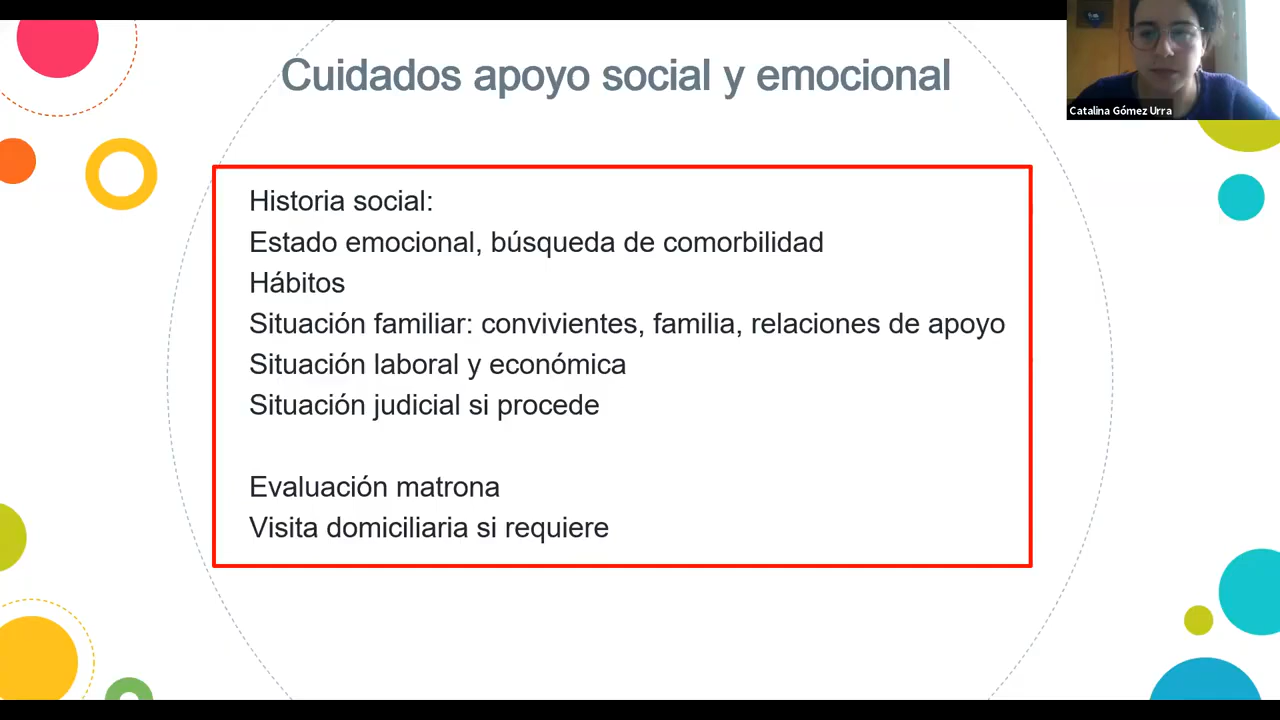 Cuidados apoyo social y emocional
Catalina Gómez Urra
Historia social:
Estado emocional, búsqueda de comorbilidad
Hábitos
Situación familiar: convivientes, familia, relaciones de apoyo
Situación laboral y económica
Situación judicial si procede
Evaluación matrona
Visita domiciliaria si requiere